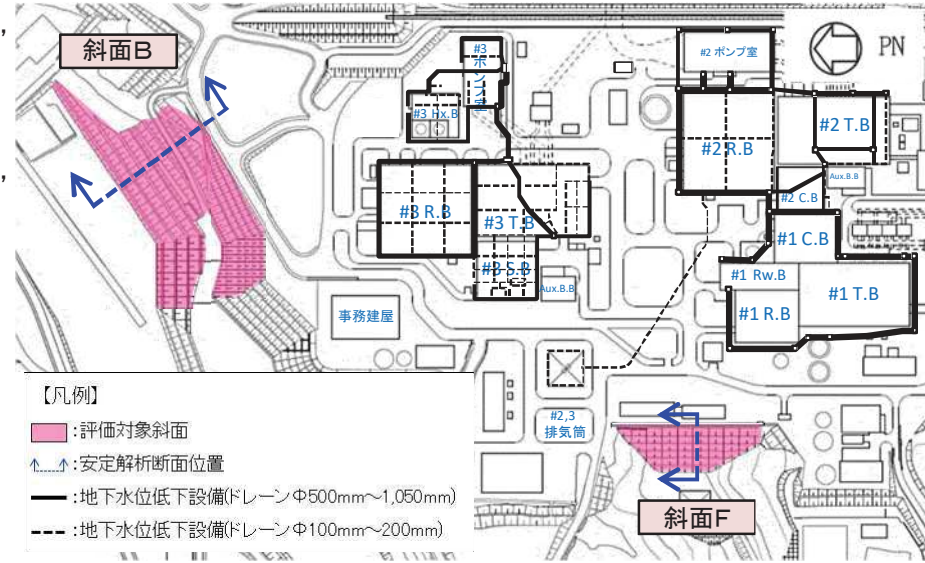 斜面B
#3
ポンプ室
#3 Hx.B
#2 ポンプ室
PN
#2 R.B
#2 T.B
Aux.B.B
#2 C.B
#3 R.B
#3 T.B
#3 S.B
Aux.B.B
#1 C.B
#1 Rw.B
#1 R.B
#1 T.B
事務建屋
#2,3
排気筒
斜面F
【凡例】
:評価対象斜面
:安定解析断面位置
:地下水位低下設備(ドレーンΦ500mm～1,050mm)
:地下水位低下設備(ドレーンΦ100mm～200mm)